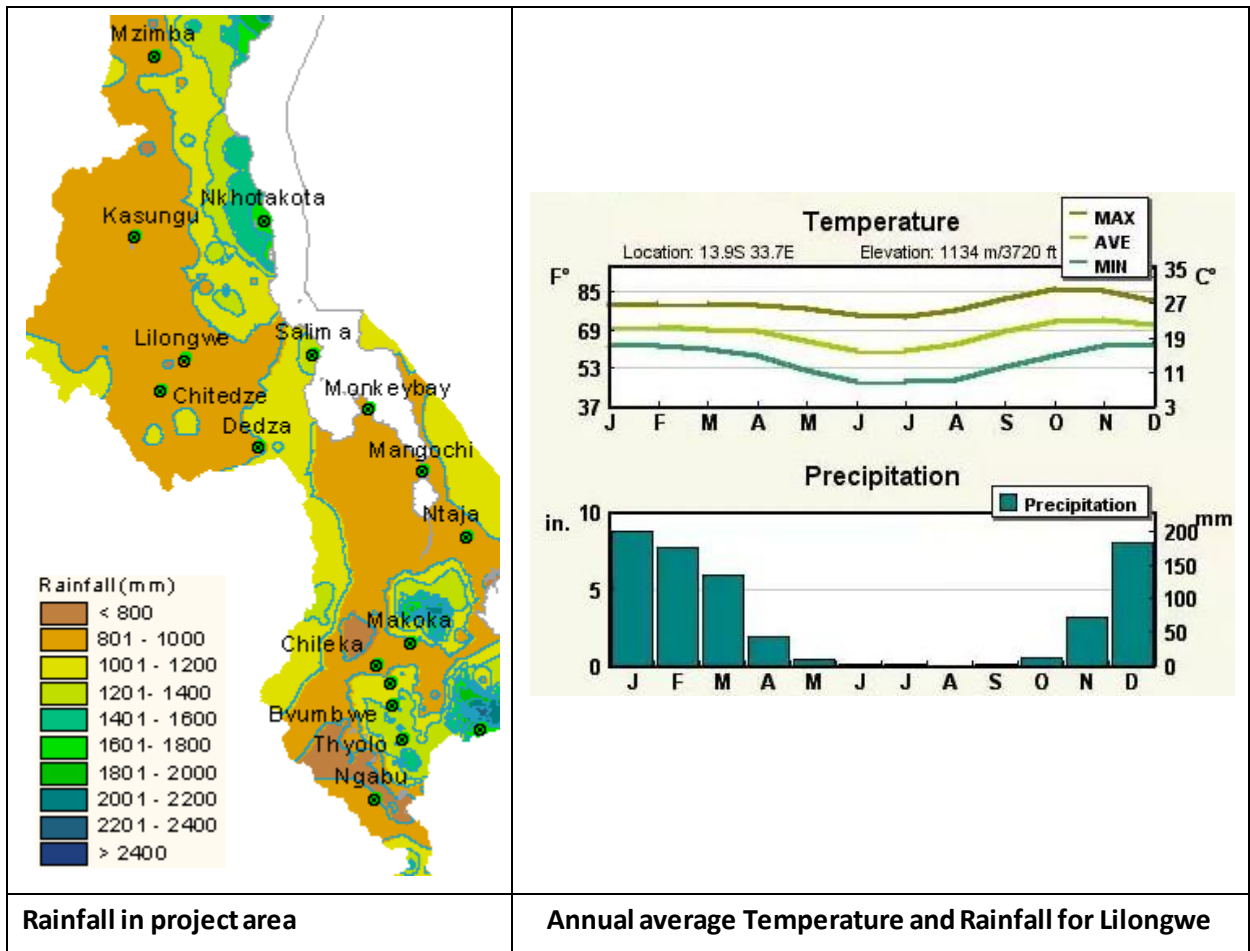 Mzimba
Nkhotakota
Kasungu
Lilongwe
Salima
Chitedze
Monkeybay
Dedza
Mangochi
Ntaja
Makoka
Chileka
Bvumbwe
Thyolo
Ngabu
Rainfall (mm)
< 800
801 - 1000
1001 - 1200
1201 - 1400
1401 - 1600
1601 - 1800
1801 - 2000
2001 - 2200
2201 - 2400
> 2400
Temperature
Location: 13.9S 33.7E Elevation: 1134 m/3720 ft
MAX
AVE
MIN
F° C°
85 69 53 37
35 27 19 11 3
J F M A M J J A S O N D
Precipitation
Precipitation
in. mm
10 5 0
200 150 100 50 0
J F M A M J J A S O N D
Rainfall in project area
Annual average Temperature and Rainfall for Lilongwe